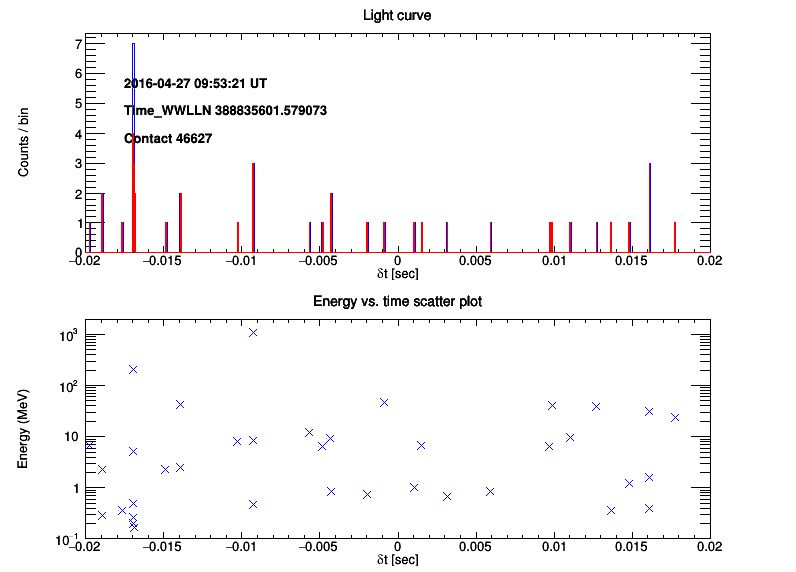 Light curve
Counts / bin
7
6
5
4
3
2
1
0
2016-04-27 09:53:21 UT
Time_WWLLN 388835601.579073
Contact 46627
−0.02 −0.015 −0.01 −0.005 0 0.005 0.01 0.015 0.02
δt [sec]
Energy vs. time scatter plot
Energy (MeV)
10³
10²
10
1
10⁻¹
−0.02 −0.015 −0.01 −0.005 0 0.005 0.01 0.015 0.02
δt [sec]